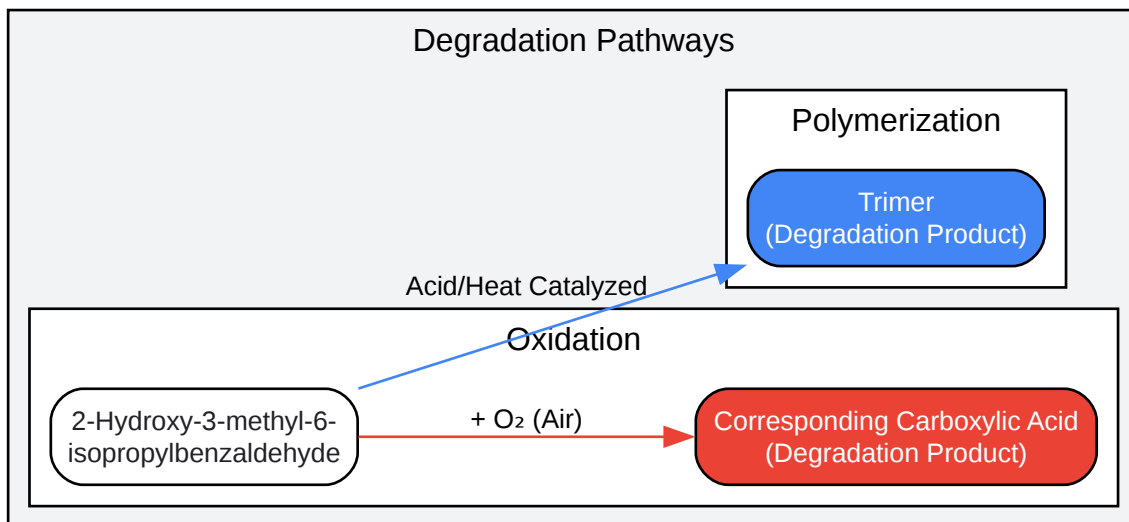 Degradation Pathways
Polymerization
Trimer
(Degradation Product)
Acid/Heat Catalyzed
Oxidation
2-Hydroxy-3-methyl-6-
isopropylbenzaldehyde
+ O₂ (Air)
Corresponding Carboxylic Acid
(Degradation Product)